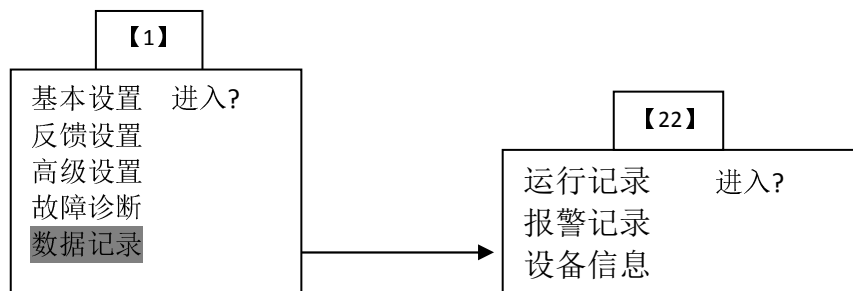 【1】
基本设置 进入?
反馈设置
高级设置
故障诊断
数据记录
【22】
运行记录 进入?
报警记录
设备信息